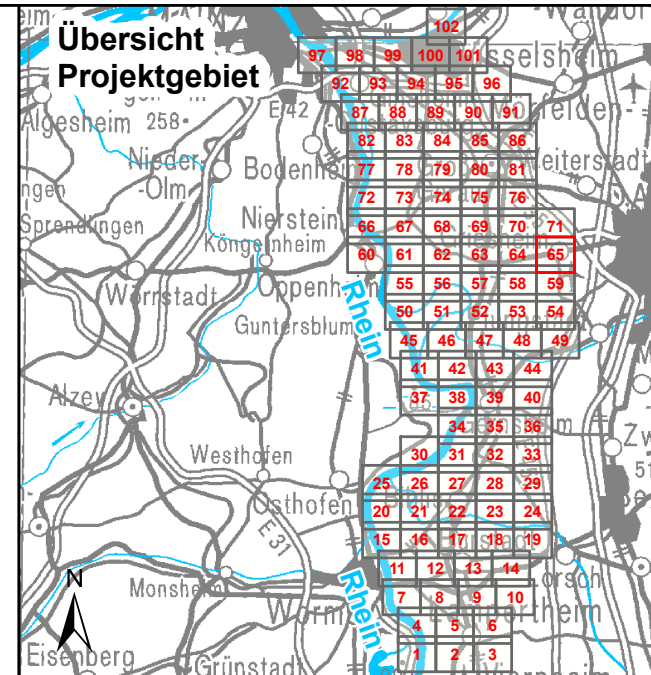 Übersicht
Projektgebiet
102
97 98 99 100 101
sselsheim
92 93 94 95 96
E 42
87 88 89 90 91
Algesheim 258
82 83 84 85 86
Nieder-
-Olm
Bodenheim
77 78 79 80 81
eiterstadt
72 73 74 75 76
Nierstein
66 67 68 69 70 71
Sprendlingen
Köngernheim
60 61 62 63 64 65
Wörrstadt
Oppenheim
55 56 57 58 59
Rhein
50 51 52 53 54
Guntersblum
45 46 47 48 49
41 42 43 44
Alzey
37 38 39 40
34 35 36
Westhofen
30 31 32 33
25 26 27 28 29
Osthofen
20 21 22 23 24
E 31
15 16 17 18 19
11 12 13 14
orsch
N
Monsheim
Rhein
7 8 9 10
Worms
4 5 6
Eisenberg
Grünstadt
1 2 3